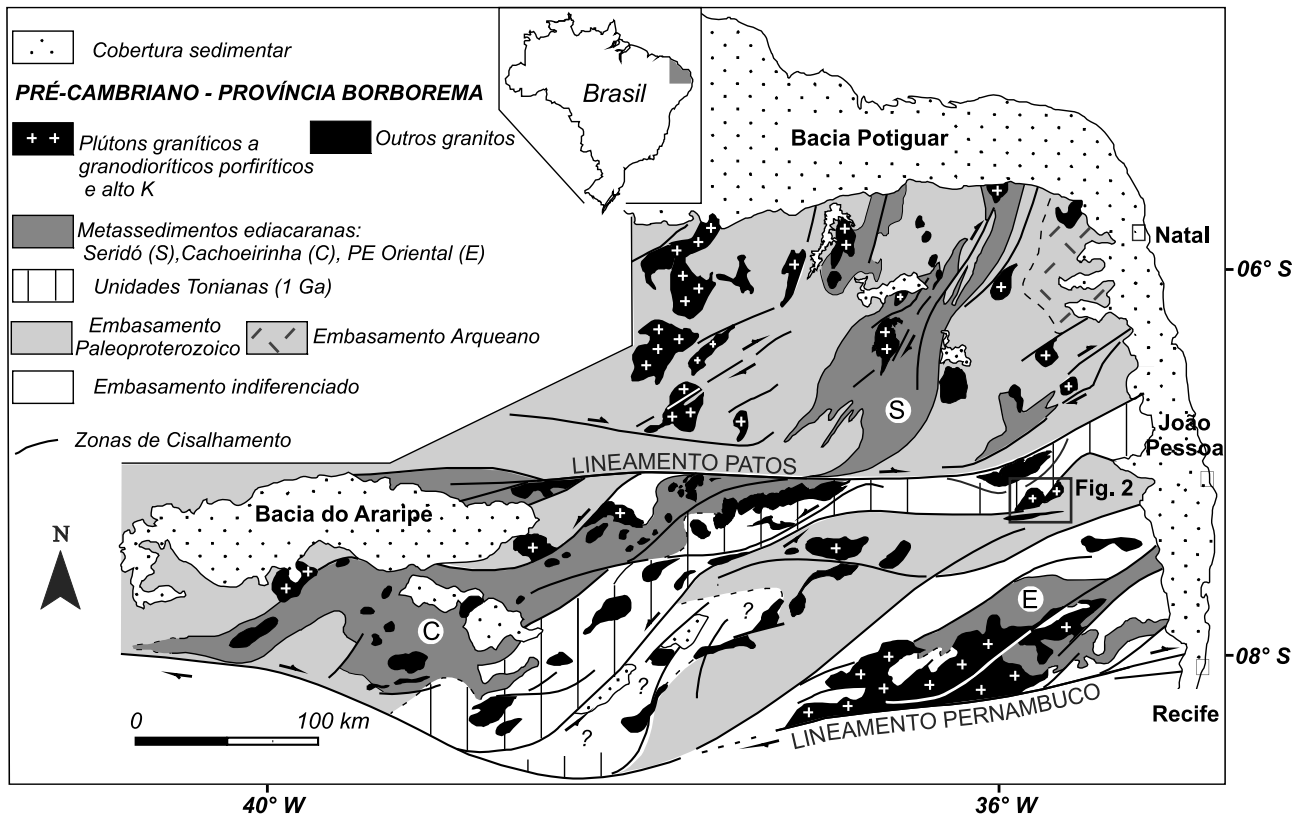 Cobertura sedimentar
PRÉ-CAMBRIANO - PROVÍNCIA BORBOREMA
Plútons graníticos a
granodioríticos porfiríticos
e alto K
Outros granitos
Metassedimentos ediacaranas:
Seridó (S),Cachoeirinha (C), PE Oriental (E)
Unidades Tonianas (1 Ga)
Embasamento
Paleoproterozoico
Embasamento Arqueano
Embasamento indiferenciado
Zonas de Cisalhamento
Brasil
Bacia Potiguar
Natal
06° S
S
João
Pessoa
LINEAMENTO PATOS
Fig. 2
Bacia do Araripe
N
E
C
?
?
?
08° S
0
100 km
LINEAMENTO PERNAMBUCO
Recife
40° W
36° W